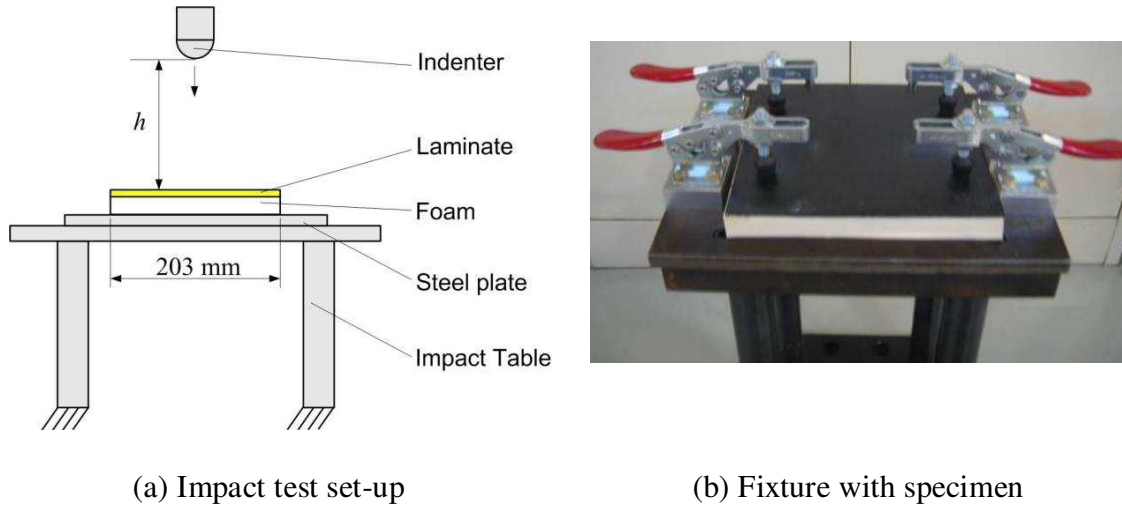 Indenter
h
Laminate
Foam
203 mm
Steel plate
Impact Table
(a) Impact test set-up
(b) Fixture with specimen